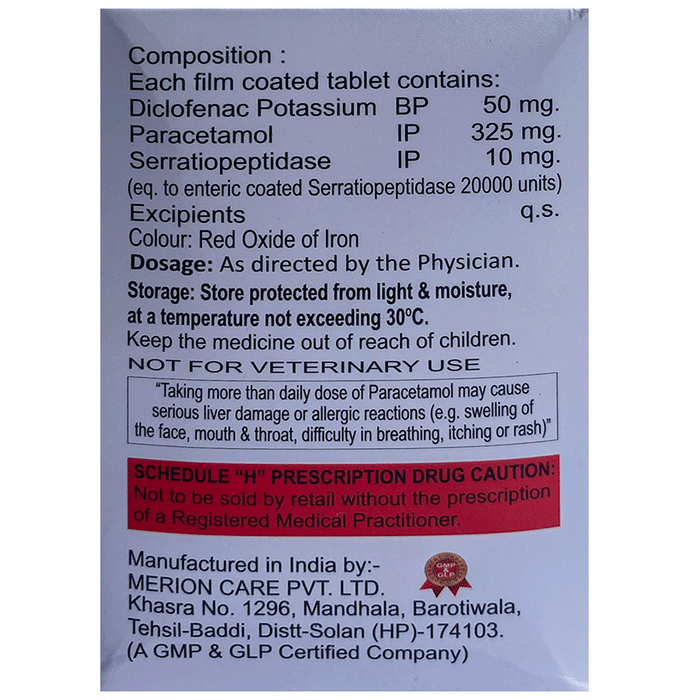 Composition :
Each film coated tablet contains:
Diclofenac Potassium BP 50 mg.
Paracetamol IP 325 mg.
Serratiopeptidase IP 10 mg.
(eq. to enteric coated Serratiopeptidase 20000 units)
Excipients q.s.
Colour: Red Oxide of Iron
Dosage: As directed by the Physician.
Storage: Store protected from light & moisture,
at a temperature not exceeding 30ºC.
Keep the medicine out of reach of children.
NOT FOR VETERINARY USE
"Taking more than daily dose of Paracetamol may cause
serious liver damage or allergic reactions (e.g. swelling of
the face, mouth & throat, difficulty in breathing, itching or rash)"
SCHEDULE "H" PRESCRIPTION DRUG CAUTION:
Not to be sold by retail without the prescription
of a Registered Medical Practitioner.
Manufactured in India by:-
MERION CARE PVT. LTD.
Khasra No. 1296, Mandhala, Barotiwala,
Tehsil-Baddi, Distt-Solan (HP)-174103.
(A GMP & GLP Certified Company)
GMP
&
GLP